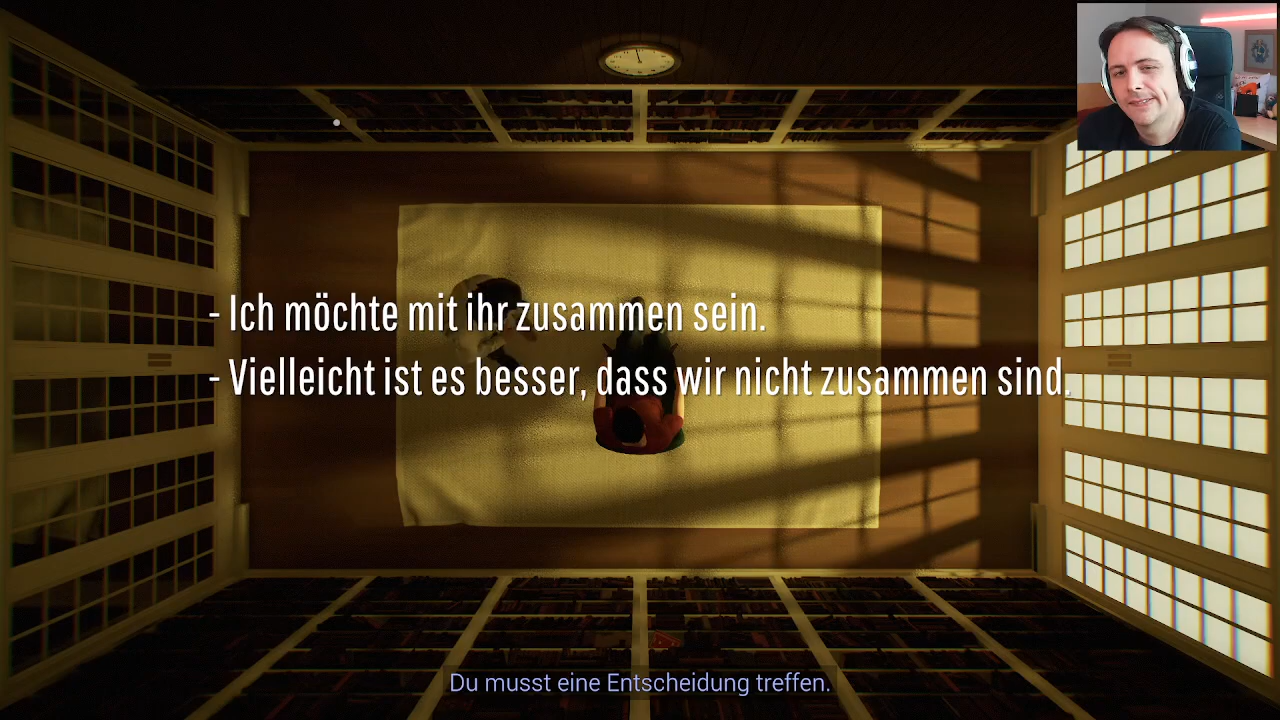 - Ich möchte mit ihr zusammen sein.
- Vielleicht ist es besser, dass wir nicht zusammen sind.
Du musst eine Entscheidung treffen.